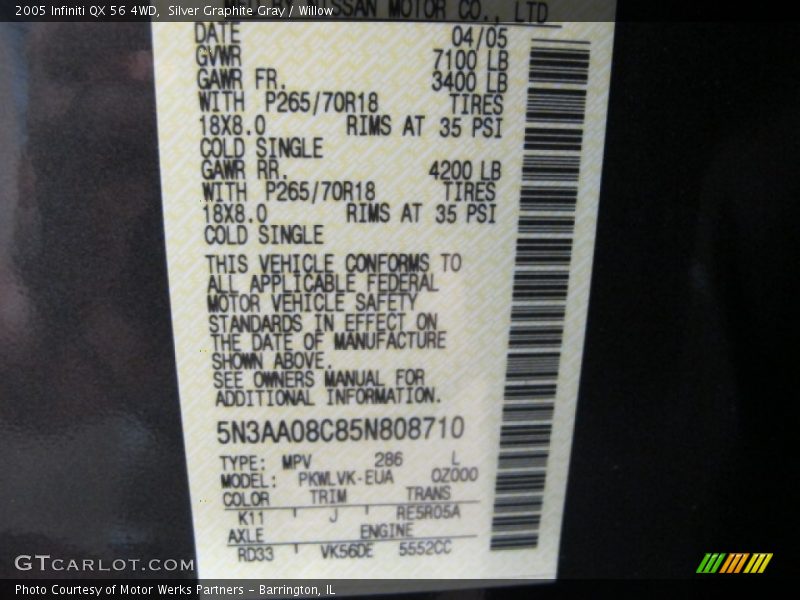 2005 Infiniti QX 56 4WD,  Silver Graphite Gray / Willow
NISSAN MOTOR CO., LTD
DATE 04/05
GVWR 7100 LB
GAWR FR. 3400 LB
WITH P265/70R18 TIRES
18X8.0 RIMS AT 35 PSI
COLD SINGLE
GAWR RR. 4200 LB
WITH P265/70R18 TIRES
18X8.0 RIMS AT 35 PSI
COLD SINGLE
THIS VEHICLE CONFORMS TO
ALL APPLICABLE FEDERAL
MOTOR VEHICLE SAFETY
STANDARDS IN EFFECT ON
THE DATE OF MANUFACTURE
SHOWN ABOVE.
SEE OWNERS MANUAL FOR
ADDITIONAL INFORMATION.
5N3AA08C85N808710
TYPE: MPV 286 L
MODEL: PKWLVK-EUA 0Z000
COLOR TRIM TRANS
K11 J RE5R05A
AXLE ENGINE
RD33 VK56DE 5552CC
GTCARLOT.COM
Photo Courtesy of Motor Werks Partners - Barrington, IL